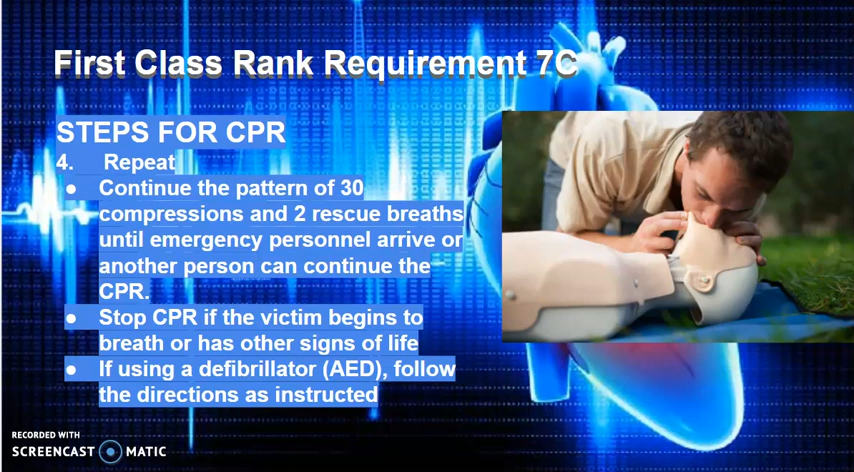 First Class Rank Requirement 7C
STEPS FOR CPR
4. Repeat
● Continue the pattern of 30
compressions and 2 rescue breaths
until emergency personnel arrive or
another person can continue the
CPR.
● Stop CPR if the victim begins to
breath or has other signs of life
● If using a defibrillator (AED), follow
the directions as instructed
RECORDED WITH
SCREENCAST MATIC